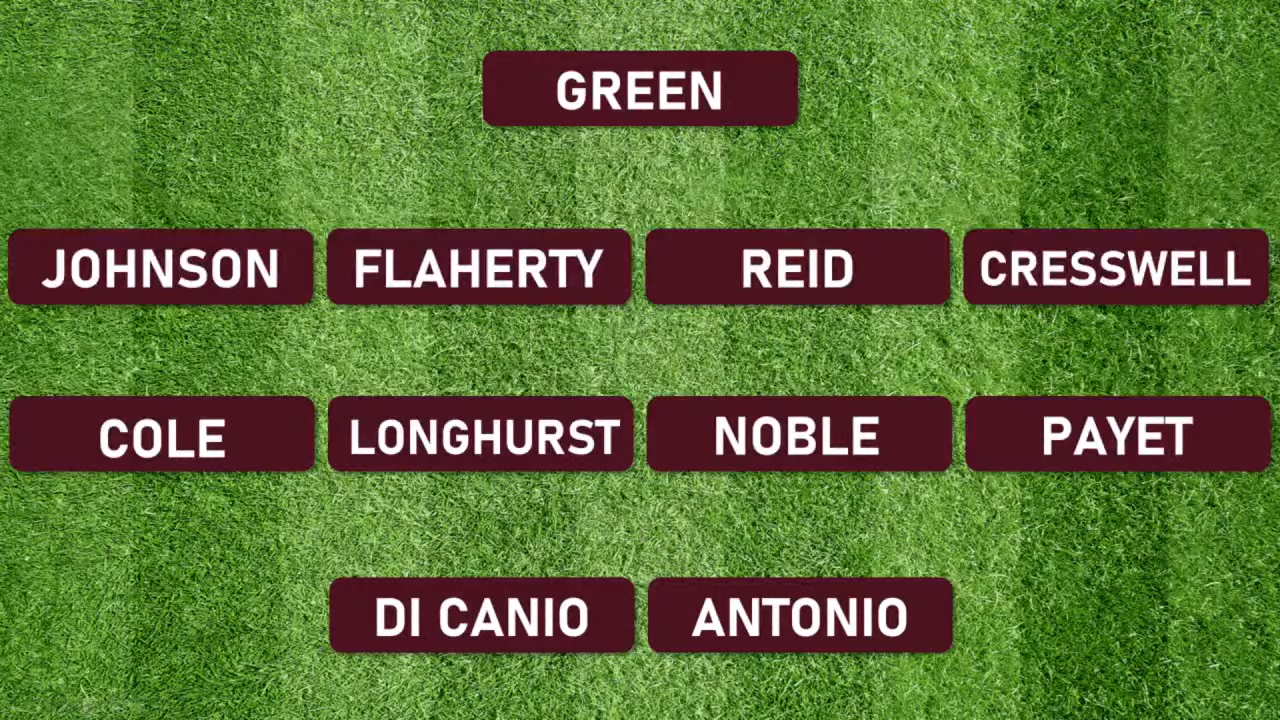 GREEN
JOHNSON FLAHERTY REID CRESSWELL
COLE LONGHURST NOBLE PAYET
DI CANIO ANTONIO